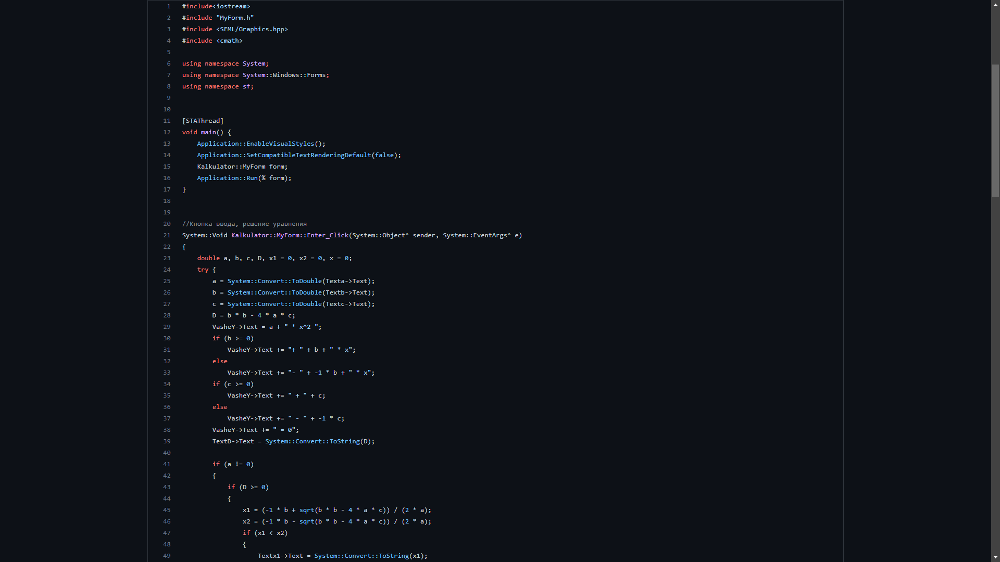 1 #include<iostream>
2 #include "MyForm.h"
3 #include <SFML/Graphics.hpp>
4 #include <cmath>
5
6 using namespace System;
7 using namespace System::Windows::Forms;
8 using namespace sf;
9
10
11 [STAThread]
12 void main() {
13     Application::EnableVisualStyles();
14     Application::SetCompatibleTextRenderingDefault(false);
15     Kalkulator::MyForm form;
16     Application::Run(% form);
17 }
18
19
20 //Кнопка ввода, решение уравнения
21 System::Void Kalkulator::MyForm::Enter_Click(System::Object^ sender, System::EventArgs^ e)
22 {
23     double a, b, c, D, x1 = 0, x2 = 0, x = 0;
24     try {
25         a = System::Convert::ToDouble(Texta->Text);
26         b = System::Convert::ToDouble(Textb->Text);
27         c = System::Convert::ToDouble(Textc->Text);
28         D = b * b - 4 * a * c;
29         VasheY->Text = a + " * x^2 ";
30         if (b >= 0)
31             VasheY->Text += "+ " + b + " * x";
32         else
33             VasheY->Text += "- " + -1 * b + " * x";
34         if (c >= 0)
35             VasheY->Text += " + " + c;
36         else
37             VasheY->Text += " - " + -1 * c;
38         VasheY->Text += " = 0";
39         TextD->Text = System::Convert::ToString(D);
40
41         if (a != 0)
42         {
43             if (D >= 0)
44             {
45                 x1 = (-1 * b + sqrt(b * b - 4 * a * c)) / (2 * a);
46                 x2 = (-1 * b - sqrt(b * b - 4 * a * c)) / (2 * a);
47                 if (x1 < x2)
48                 {
49                     Textx1->Text = System::Convert::ToString(x1);